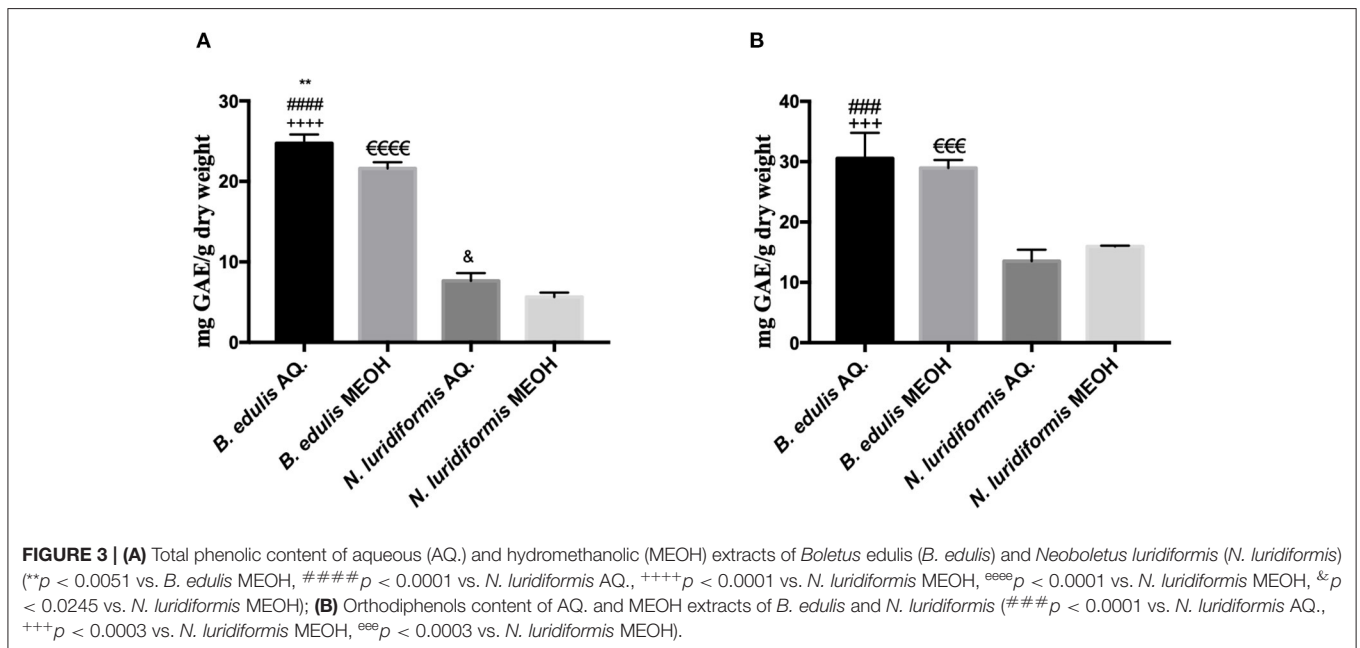 A
**
####
++++
€€€€
&
30
20
10
0
mg GAE/g dry weight
B. edulis AQ.
B. edulis MEOH
N. luridiformis AQ.
N. luridiformis MEOH
B
###
+++
€€€
40
30
20
10
0
mg GAE/g dry weight
B. edulis AQ.
B. edulis MEOH
N. luridiformis AQ.
N. luridiformis MEOH
FIGURE 3 | (A) Total phenolic content of aqueous (AQ.) and hydromethanolic (MEOH) extracts of Boletus edulis (B. edulis) and Neoboletus luridiformis (N. luridiformis)
(**p < 0.0051 vs. B. edulis MEOH, ####p < 0.0001 vs. N. luridiformis AQ., ++++p < 0.0001 vs. N. luridiformis MEOH, €€€€p < 0.0001 vs. N. luridiformis MEOH, &p
< 0.0245 vs. N. luridiformis MEOH); (B) Orthodiphenols content of AQ. and MEOH extracts of B. edulis and N. luridiformis (###p < 0.0001 vs. N. luridiformis AQ.,
+++p < 0.0003 vs. N. luridiformis MEOH, €€€p < 0.0003 vs. N. luridiformis MEOH).